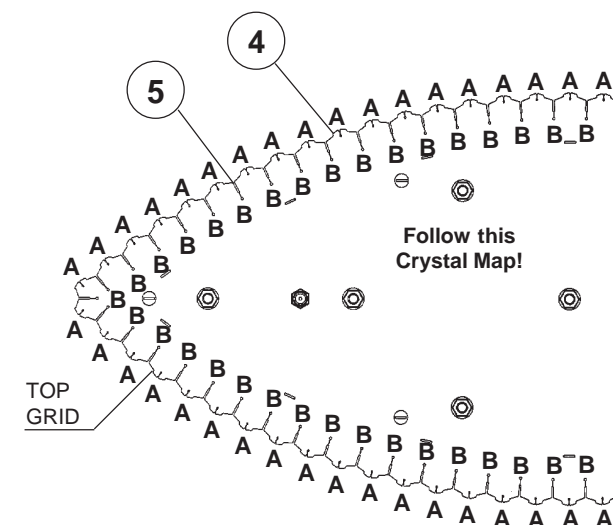 4
5
A A A A A A A A A A A A A A A A A A
B B B B B B B B B B B B B B B B B
Follow this
Crystal Map!
B B B B B B B B B B B B B B B B
A A A A A A A A A A A A A A A A A A
TOP
GRID